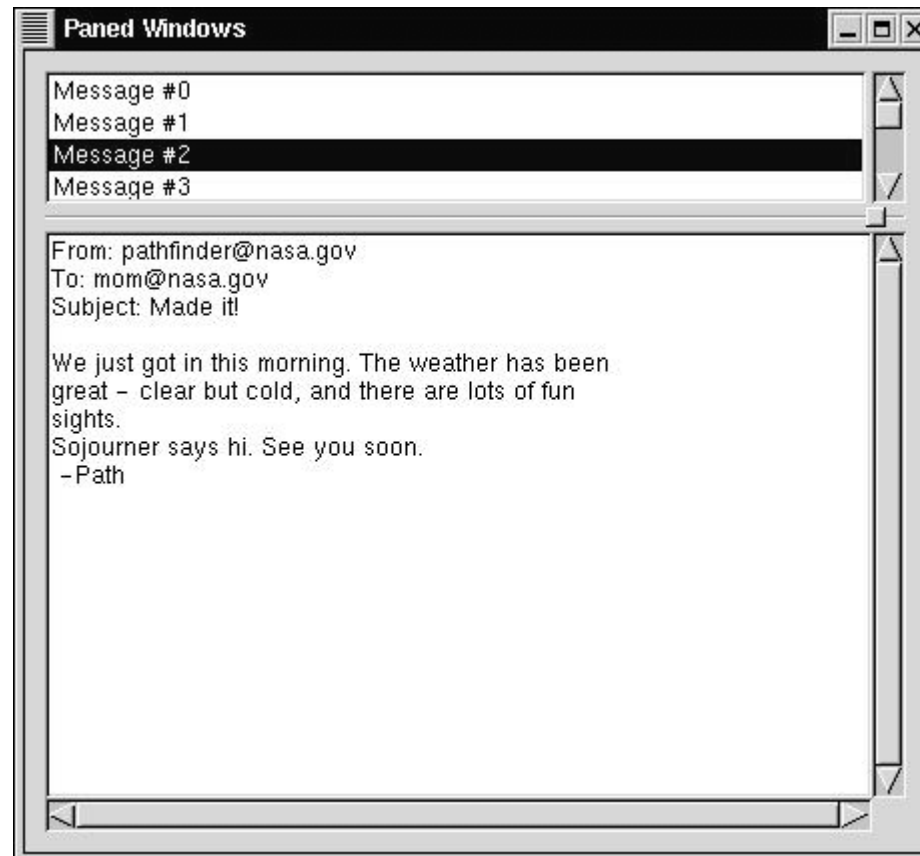 Paned Windows
Message #0
Message #1
Message #2
Message #3
From: pathfinder@nasa.gov
To: mom@nasa.gov
Subject: Made it!
We just got in this morning. The weather has been
great – clear but cold, and there are lots of fun
sights.
Sojourner says hi. See you soon.
–Path